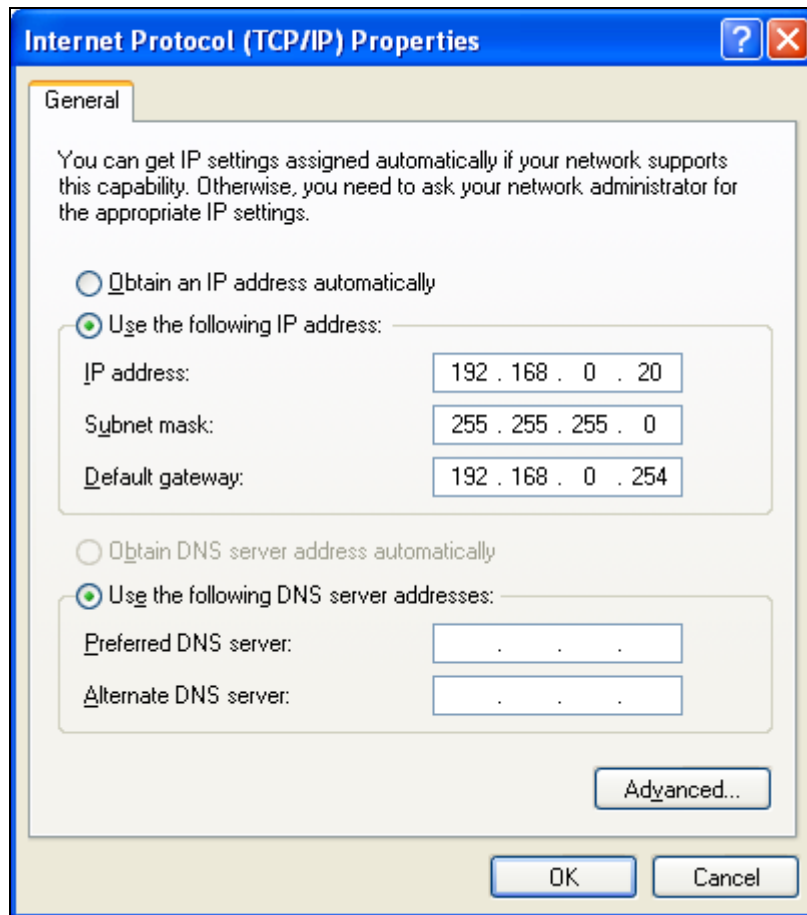 Internet Protocol (TCP/IP) Properties
General
You can get IP settings assigned automatically if your network supports
this capability. Otherwise, you need to ask your network administrator for
the appropriate IP settings.
Obtain an IP address automatically
Use the following IP address:
IP address: 192 . 168 . 0 . 20
Subnet mask: 255 . 255 . 255 . 0
Default gateway: 192 . 168 . 0 . 254
Obtain DNS server address automatically
Use the following DNS server addresses:
Preferred DNS server: . . .
Alternate DNS server: . . .
Advanced...
OK Cancel